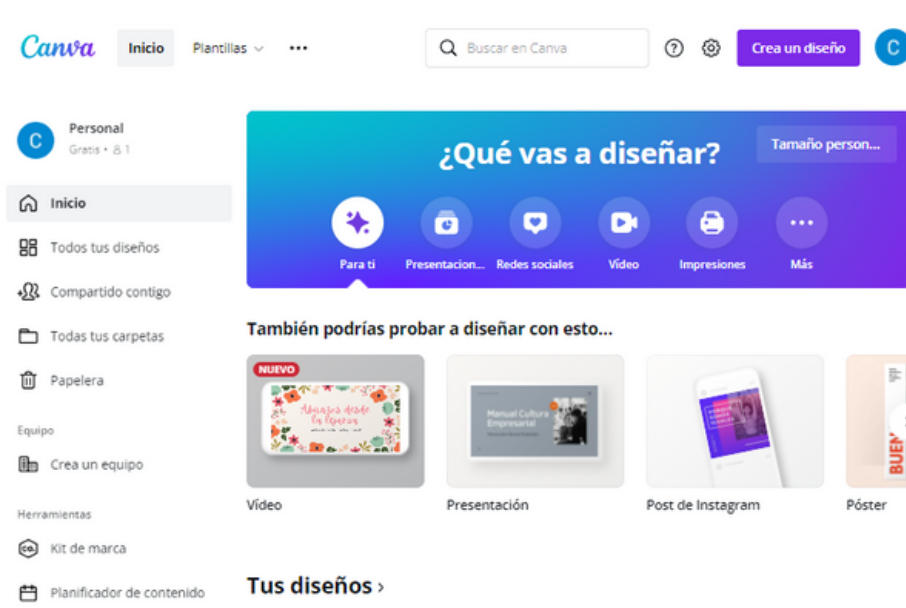 Canva
Inicio
Plantillas
Buscar en Canva
Crea un diseño
C
C
Personal
Gratis • 1
Inicio
Todos tus diseños
Compartido contigo
Todas tus carpetas
Papelera
Equipo
Crea un equipo
Herramientas
Kit de marca
Planificador de contenido
¿Qué vas a diseñar?
Tamaño person...
Para ti
Presentacion...
Redes sociales
Vídeo
Impresiones
Más
También podrías probar a diseñar con esto...
NUEVO
Abrazos desde
Vídeo
Manual Cultura
Empresarial
Presentación
Post de Instagram
BUEN
Póster
Tus diseños ›